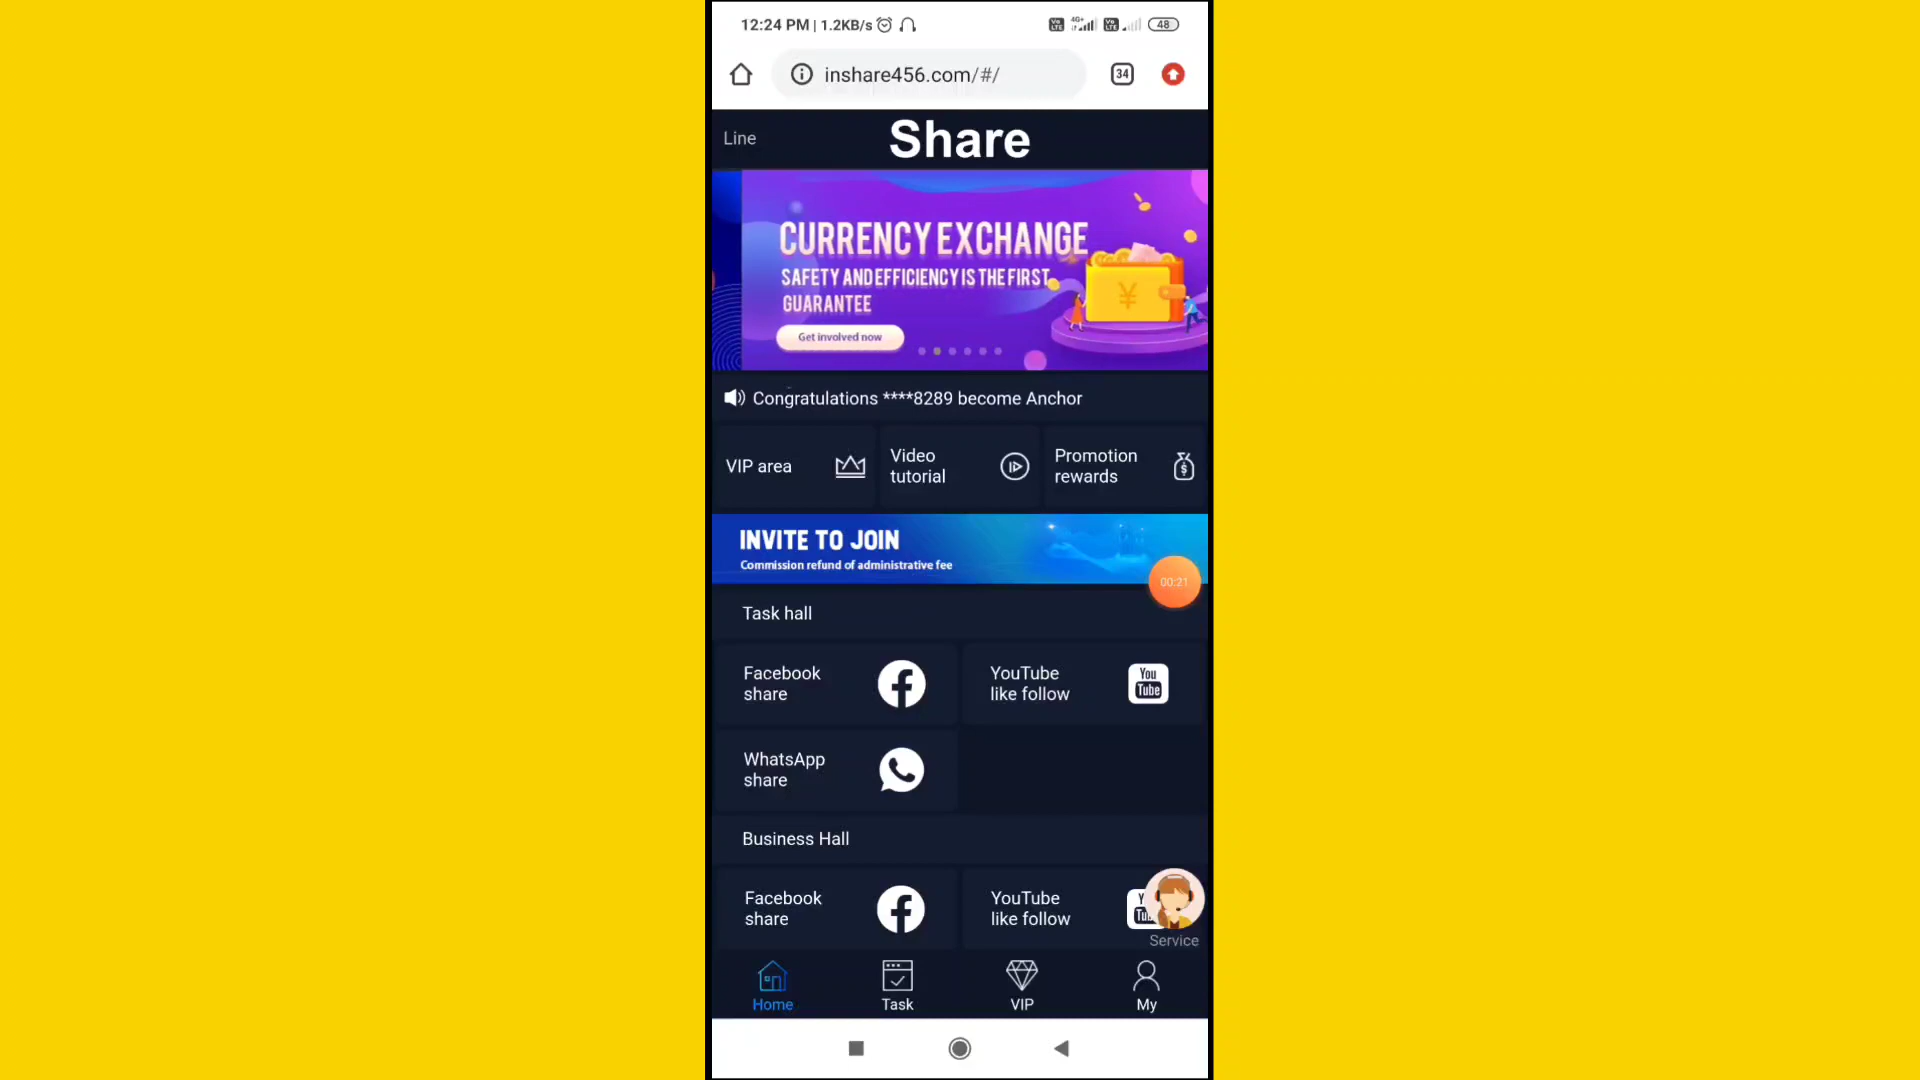 12:24 PM | 1.2KB/s
4G+
48
inshare456.com/#/
34
Line
Share
CURRENCY EXCHANGE
SAFETY AND EFFICIENCY IS THE FIRST
GUARANTEE
Get involved now
Congratulations ****8289 become Anchor
VIP area
Video
tutorial
Promotion
rewards
INVITE TO JOIN
Commission refund of administrative fee
00:21
Task hall
Facebook
share
YouTube
like follow
You
Tube
WhatsApp
share
Business Hall
Facebook
share
YouTube
like follow
Service
Home
Task
VIP
My